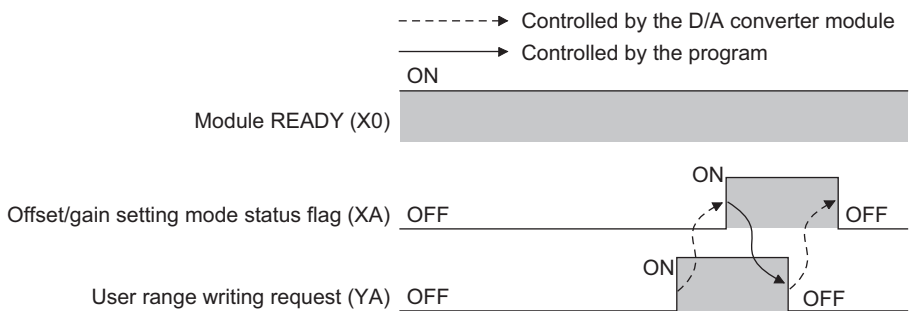 Controlled by the D/A converter module
Controlled by the program
ON
Module READY (X0)
ON
Offset/gain setting mode status flag (XA) OFF OFF
ON
User range writing request (YA) OFF OFF